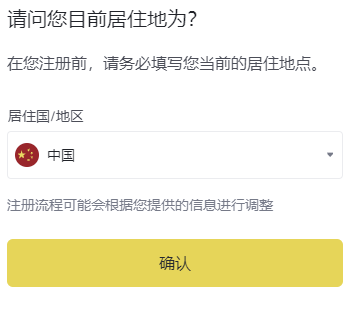 请问您目前居住地为?
在您注册前，请务必填写您当前的居住地点。
居住国/地区
中国
注册流程可能会根据您提供的信息进行调整
确认